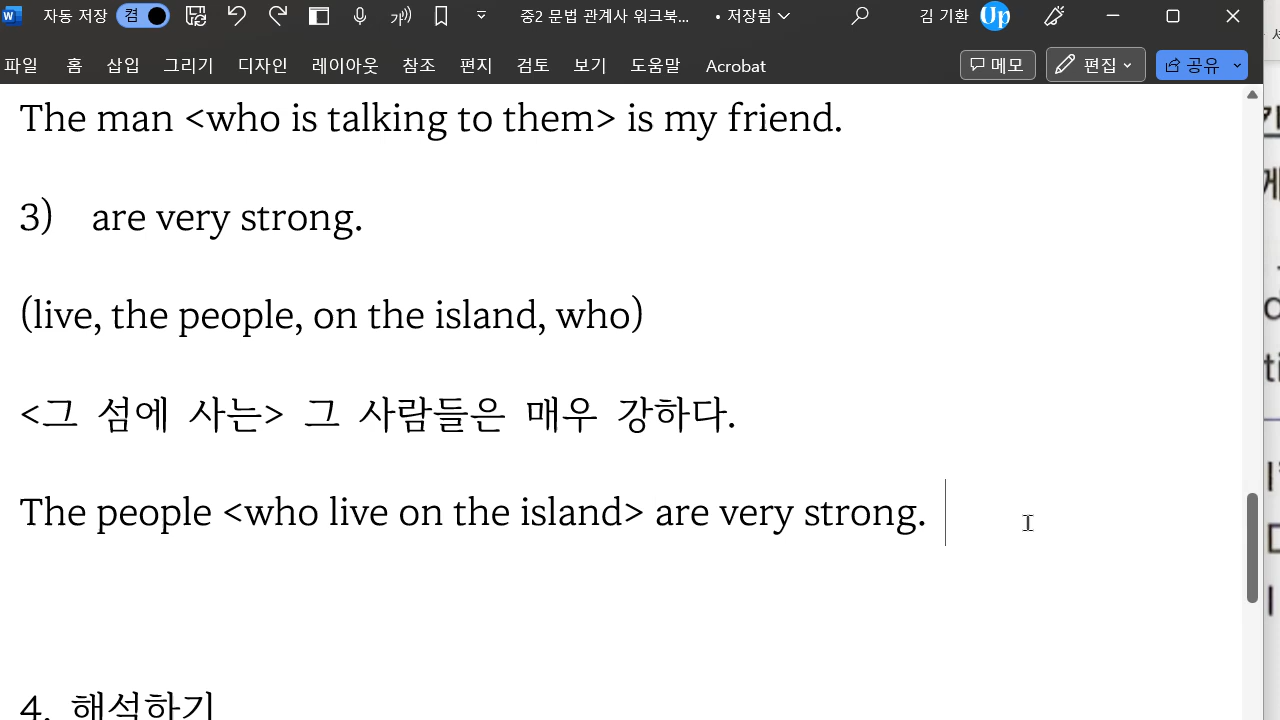 자동 저장 켬 가)) 중2 문법 관계사 워크북... • 저장됨 김 기환 Up
파일 홈 삽입 그리기 디자인 레이아웃 참조 편지 검토 보기 도움말 Acrobat 메모 편집 공유
The man <who is talking to them> is my friend.
3) are very strong.
(live, the people, on the island, who)
<그 섬에 사는> 그 사람들은 매우 강하다.
The people <who live on the island> are very strong.
4. 해석하기